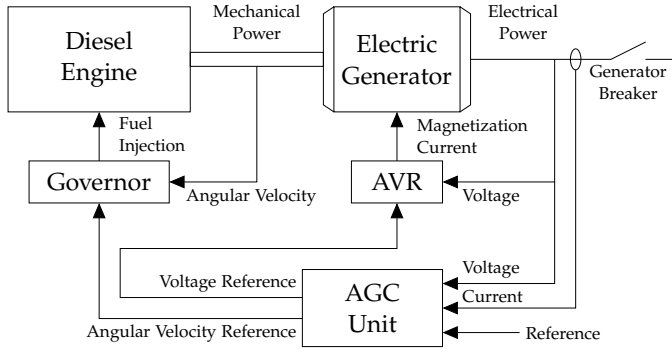 Diesel
Engine
Mechanical
Power
Electric
Generator
Electrical
Power
Generator
Breaker
Fuel
Injection
Magnetization
Current
Governor
Angular Velocity
AVR
Voltage
Voltage Reference
Angular Velocity Reference
AGC
Unit
Voltage
Current
Reference